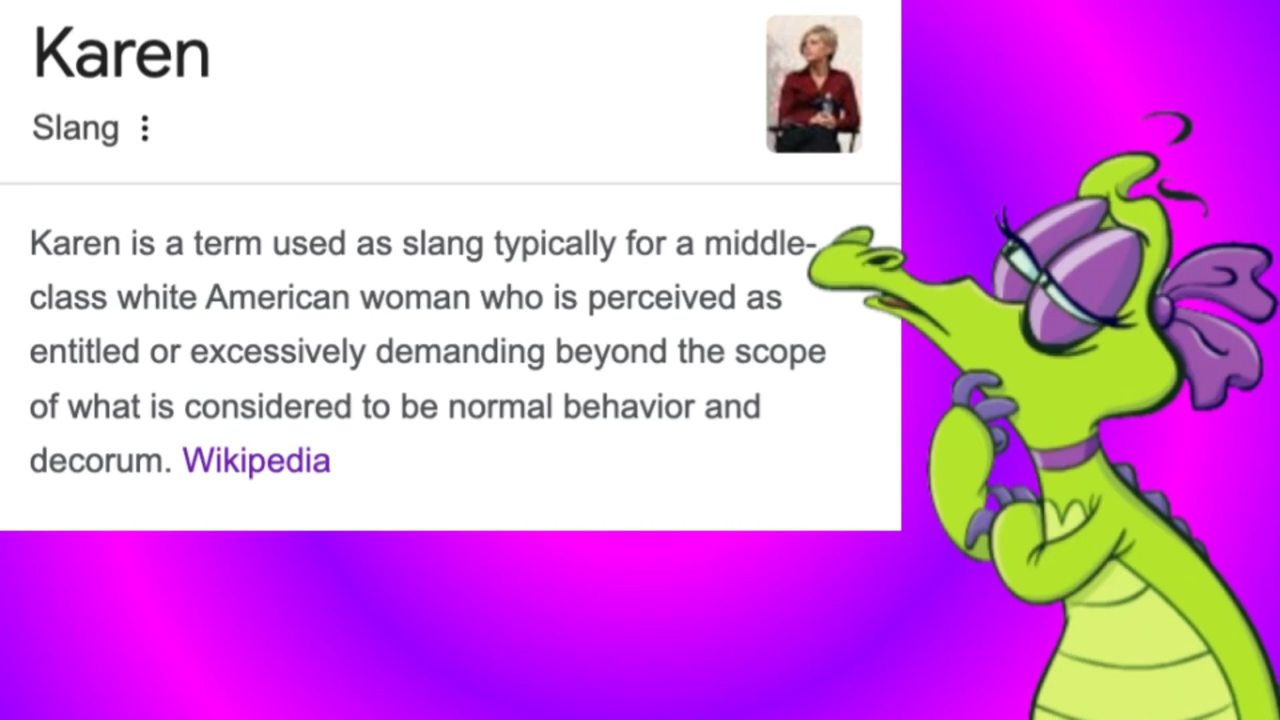 Karen
Slang
Karen is a term used as slang typically for a middle-
class white American woman who is perceived as
entitled or excessively demanding beyond the scope
of what is considered to be normal behavior and
decorum. Wikipedia